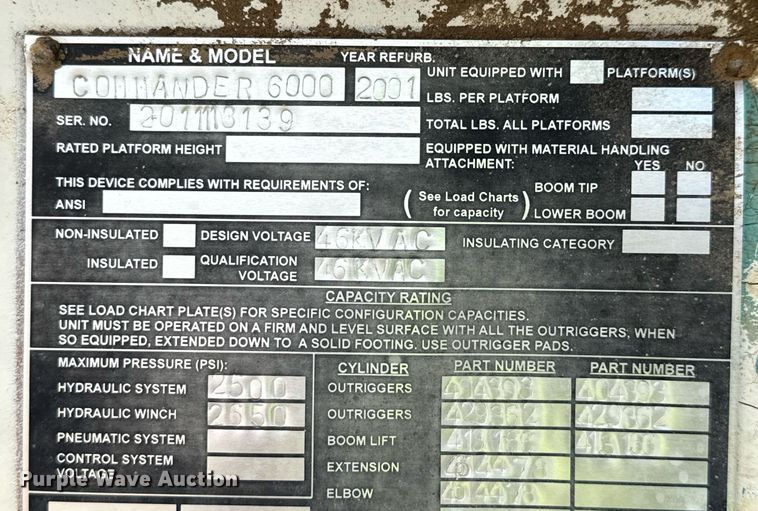 NAME & MODEL YEAR REFURB.
COMMANDER 6000 2001
SER. NO.
RATED PLATFORM HEIGHT
THIS DEVICE COMPLIES WITH REQUIREMENTS OF:
ANSI
UNIT EQUIPPED WITH PLATFORM(S)
LBS. PER PLATFORM
TOTAL LBS. ALL PLATFORMS
EQUIPPED WITH MATERIAL HANDLING
ATTACHMENT: YES NO
BOOM TIP
LOWER BOOM
(See Load Charts
for capacity)
NON-INSULATED DESIGN VOLTAGE 46KV AC INSULATING CATEGORY
INSULATED QUALIFICATION
VOLTAGE 46KVAC
CAPACITY RATING
SEE LOAD CHART PLATE(S) FOR SPECIFIC CONFIGURATION CAPACITIES.
UNIT MUST BE OPERATED ON A FIRM AND LEVEL SURFACE WITH ALL THE OUTRIGGERS, WHEN
SO EQUIPPED, EXTENDED DOWN TO A SOLID FOOTING. USE OUTRIGGER PADS.
MAXIMUM PRESSURE (PSI):
HYDRAULIC SYSTEM 2500
HYDRAULIC WINCH 2650
PNEUMATIC SYSTEM
CONTROL SYSTEM
VOLTAGE
CYLINDER PART NUMBER PART NUMBER
OUTRIGGERS
OUTRIGGERS 429362 429362
BOOM LIFT
EXTENSION
ELBOW
Purple Wave Auction